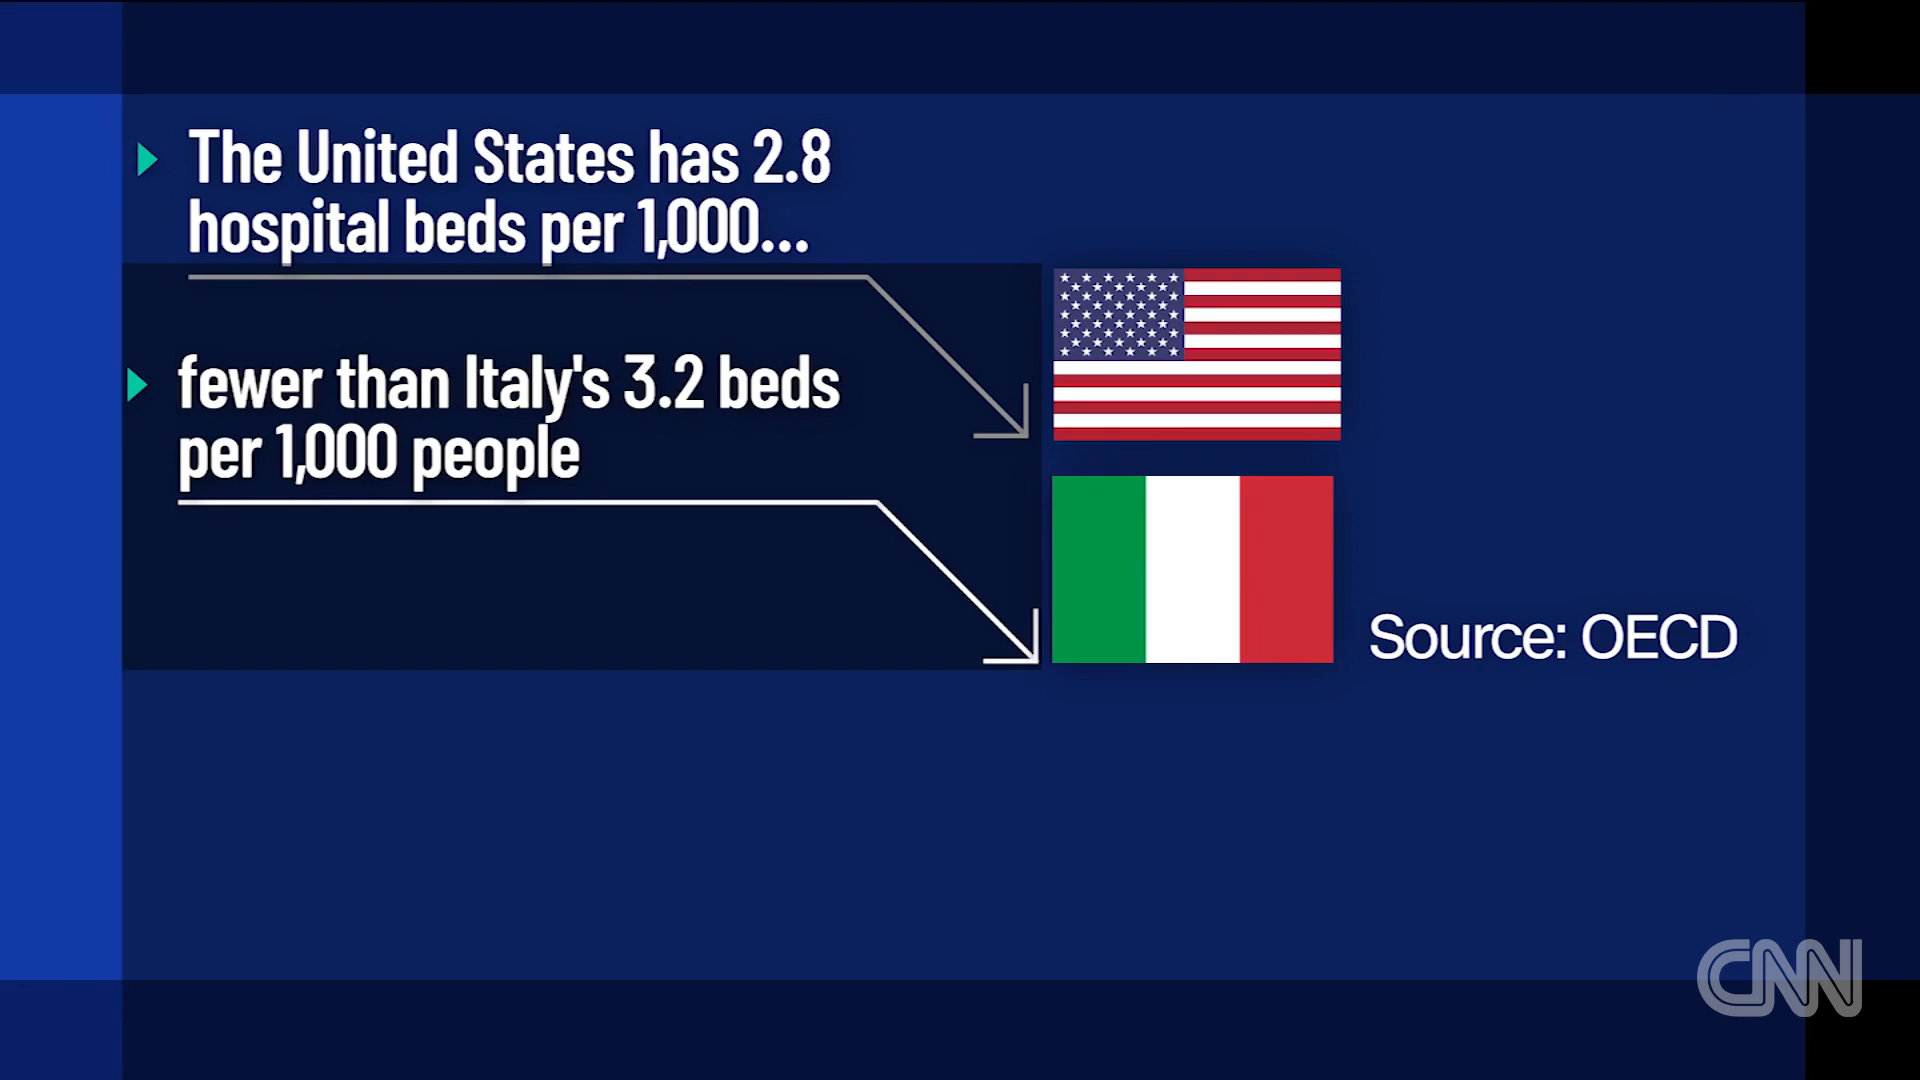 The United States has 2.8
hospital beds per 1,000...
fewer than Italy's 3.2 beds
per 1,000 people
Source: OECD
CNN